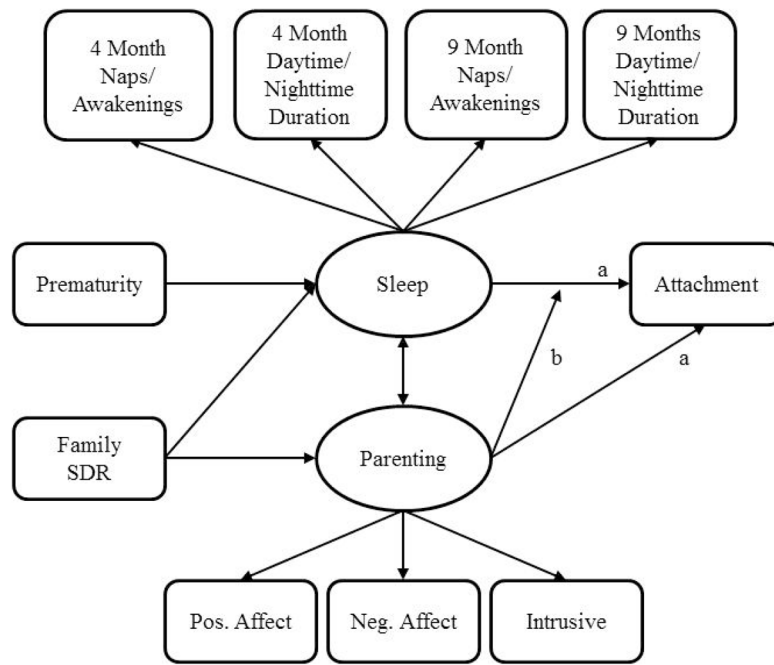 4 Month
Naps/
Awakenings
4 Month
Daytime/
Nighttime
Duration
9 Month
Naps/
Awakenings
9 Months
Daytime/
Nighttime
Duration
Prematurity
Sleep
a
Attachment
b
a
Family
SDR
Parenting
Pos. Affect
Neg. Affect
Intrusive